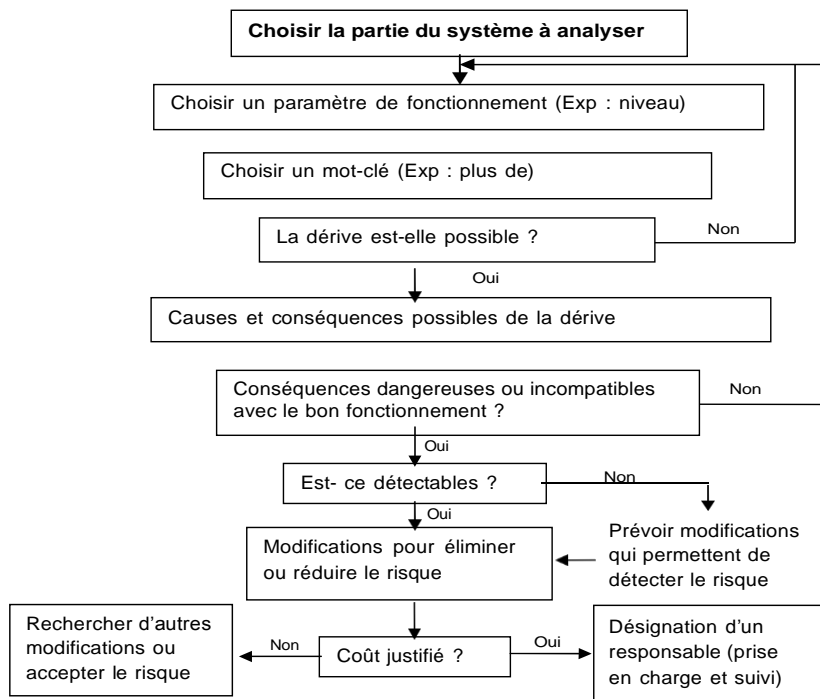 Choisir la partie du système à analyser
Choisir un paramètre de fonctionnement (Exp : niveau)
Choisir un mot-clé (Exp : plus de)
La dérive est-elle possible ?
Non
Oui
Causes et conséquences possibles de la dérive
Conséquences dangereuses ou incompatibles
avec le bon fonctionnement ?
Non
Oui
Est- ce détectables ?
Non
Oui
Prévoir modifications
qui permettent de
détecter le risque
Modifications pour éliminer
ou réduire le risque
Rechercher d'autres
modifications ou
accepter le risque
Non
Coût justifié ?
Oui
Désignation d'un
responsable (prise
en charge et suivi)